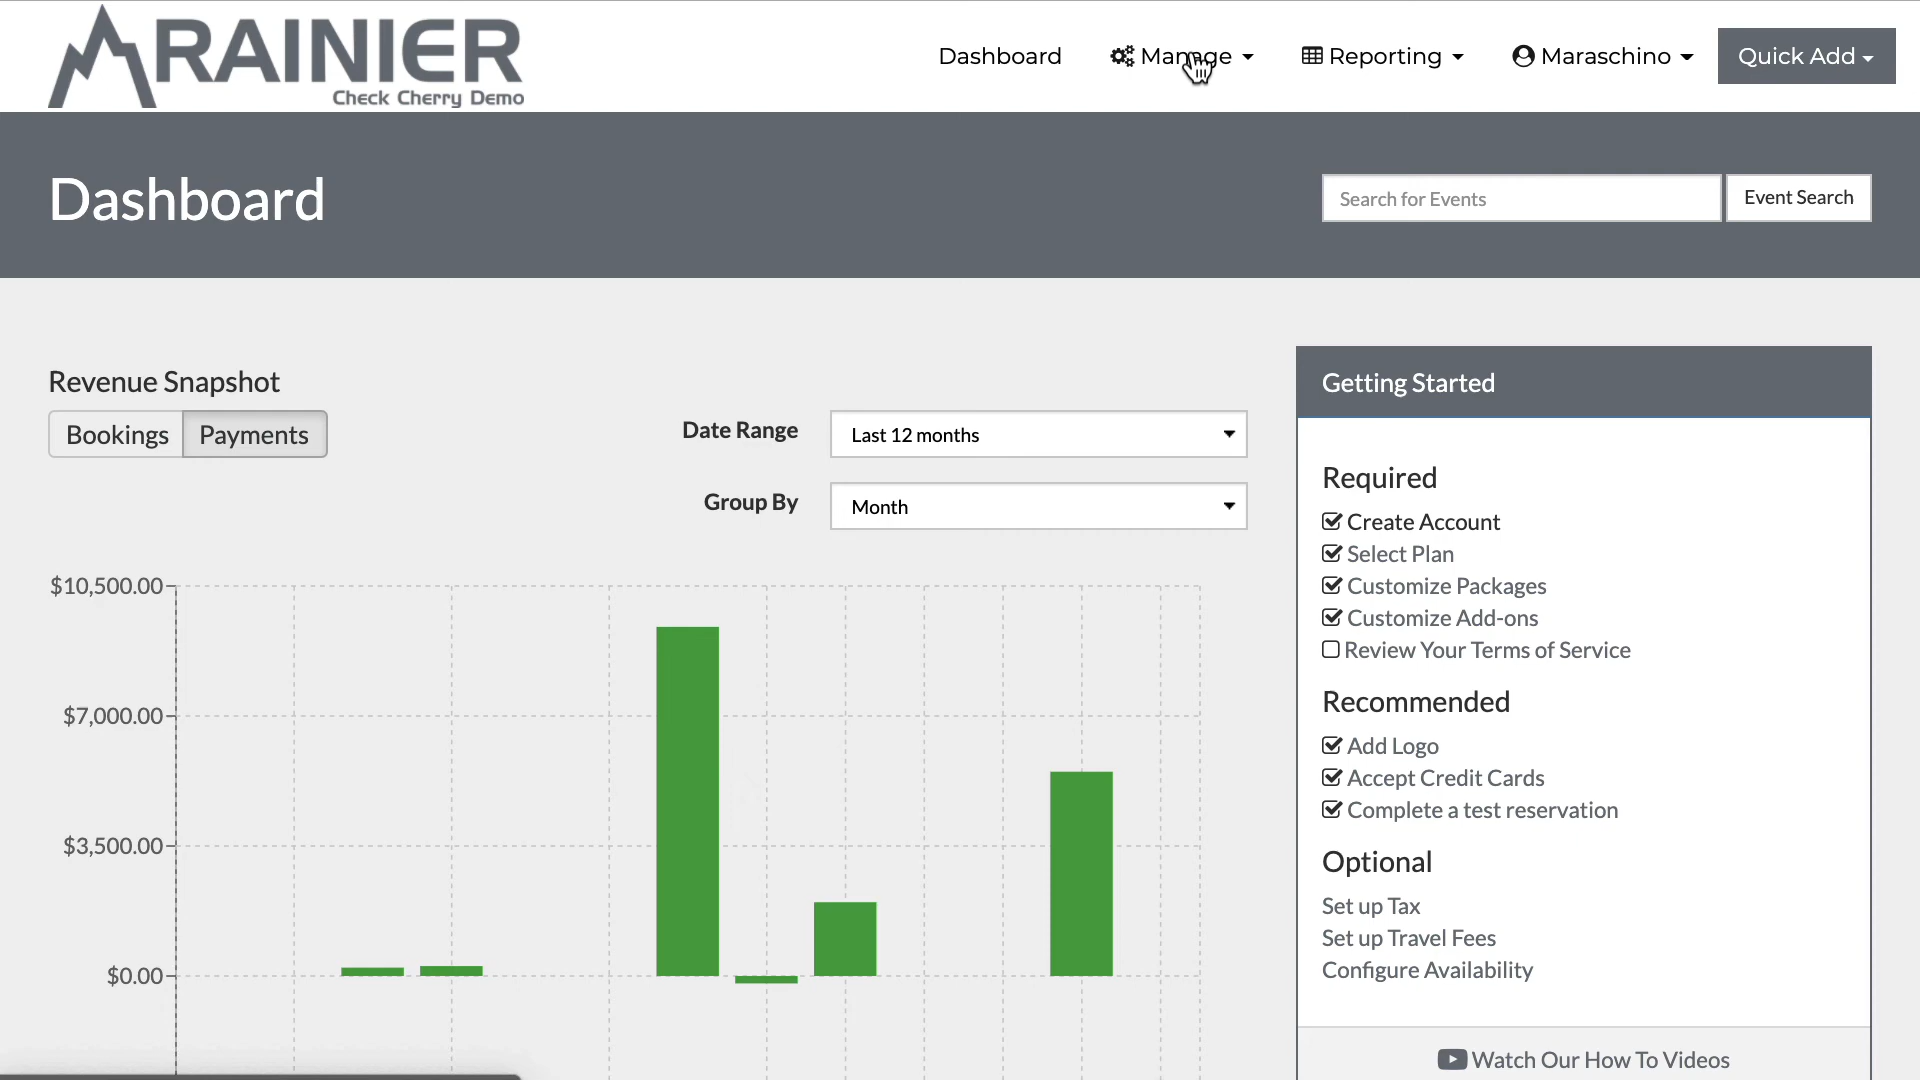 RAINIER
Check Cherry Demo
Dashboard
Manage
Reporting
Maraschino
Quick Add
Dashboard
Search for Events
Event Search
Revenue Snapshot
Bookings
Payments
Date Range
Last 12 months
Group By
Month
$10,500.00
$7,000.00
$3,500.00
$0.00
Getting Started
Required
Create Account
Select Plan
Customize Packages
Customize Add-ons
Review Your Terms of Service
Recommended
Add Logo
Accept Credit Cards
Complete a test reservation
Optional
Set up Tax
Set up Travel Fees
Configure Availability
Watch Our How To Videos